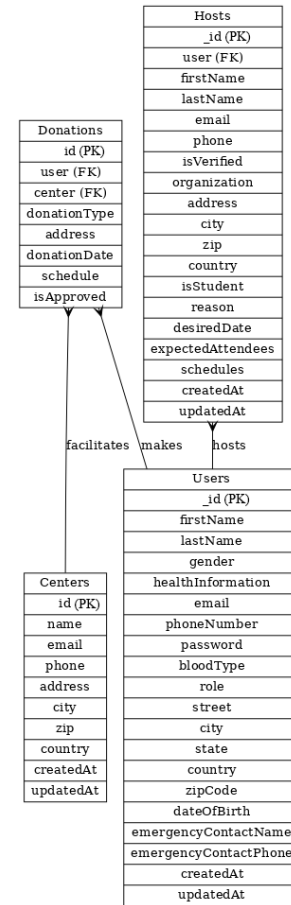 Hosts
_id (PK)
user (FK)
firstName
lastName
email
phone
isVerified
organization
address
city
zip
country
isStudent
reason
desiredDate
expectedAttendees
schedules
createdAt
updatedAt
Donations
id (PK)
user (FK)
center (FK)
donationType
address
donationDate
schedule
isApproved
facilitates
makes
hosts
Users
_id (PK)
firstName
lastName
gender
healthInformation
email
phoneNumber
password
bloodType
role
street
city
state
country
zipCode
dateOfBirth
emergencyContactName
emergencyContactPhone
createdAt
updatedAt
Centers
id (PK)
name
email
phone
address
city
zip
country
createdAt
updatedAt